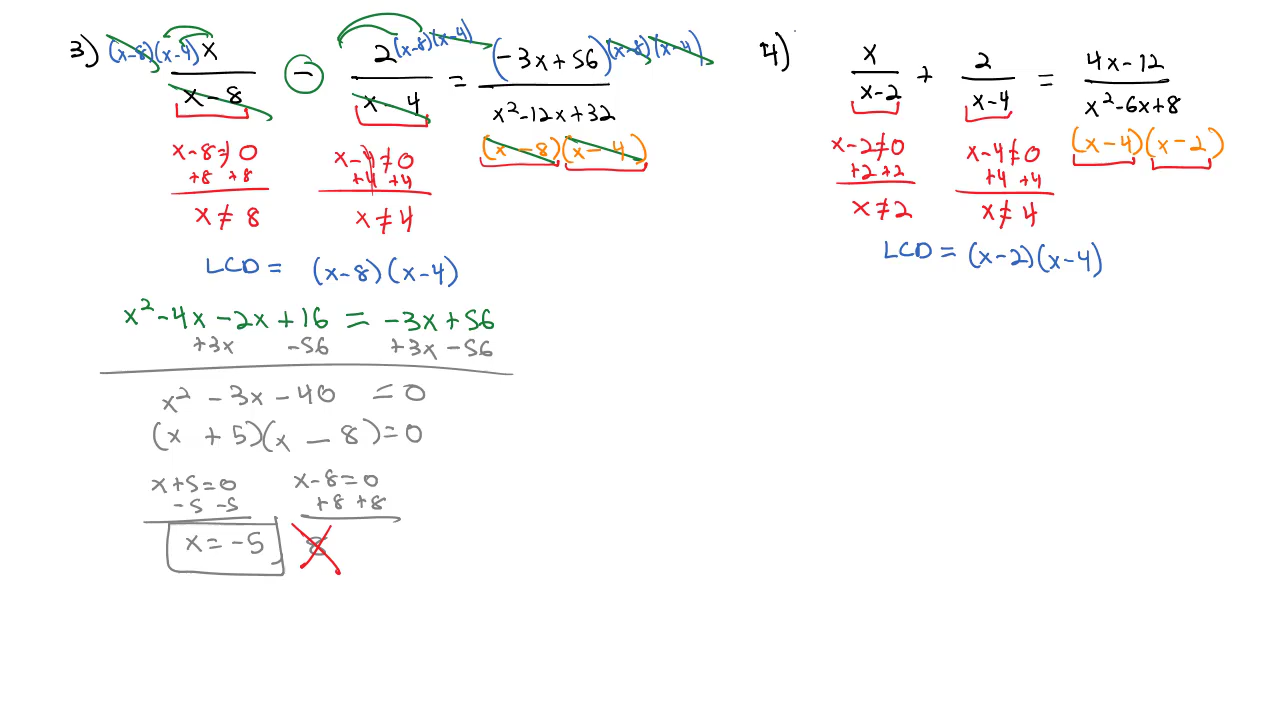 3) (x-8)(x-4) x / x-8 - 2(x-8)(x-4) / x-4 = (-3x+56)(x-8)(x-4) / x²-12x+32
(x-8)(x-4)
x-8≠0
+8 +8
x≠8
x-4≠0
+4 +4
x≠4
LCD = (x-8)(x-4)
x²-4x-2x+16 = -3x+56
+3x -56 +3x -56
x² -3x -40 = 0
(x +5)(x - 8)=0
x+5=0
-5 -5
x=-5,
x-8=0
+8 +8
8
4) x / x-2 + 2 / x-4 = 4x-12 / x²-6x+8
(x-4)(x-2)
x-2≠0
+2 +2
x≠2
x-4≠0
+4 +4
x≠4
LCD = (x-2)(x-4)